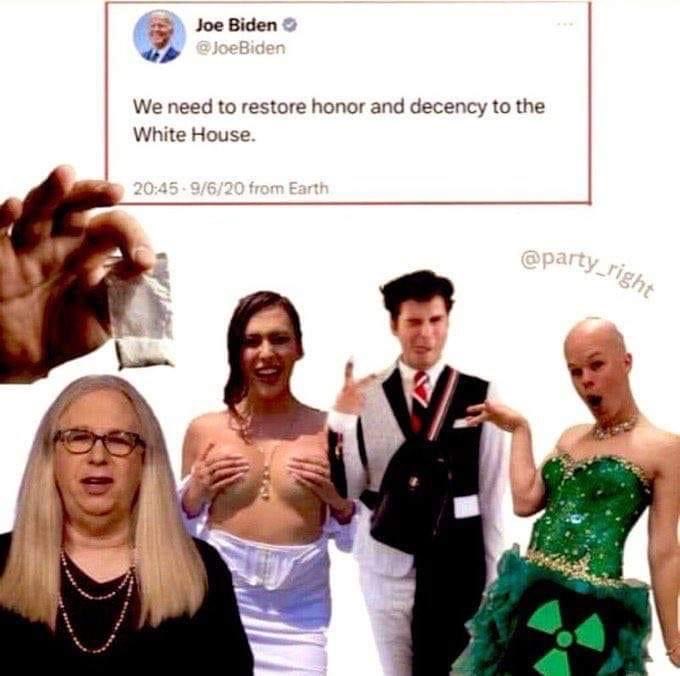 Joe Biden
@JoeBiden
We need to restore honor and decency to the
White House.
20:45 · 9/6/20 from Earth
@party_right